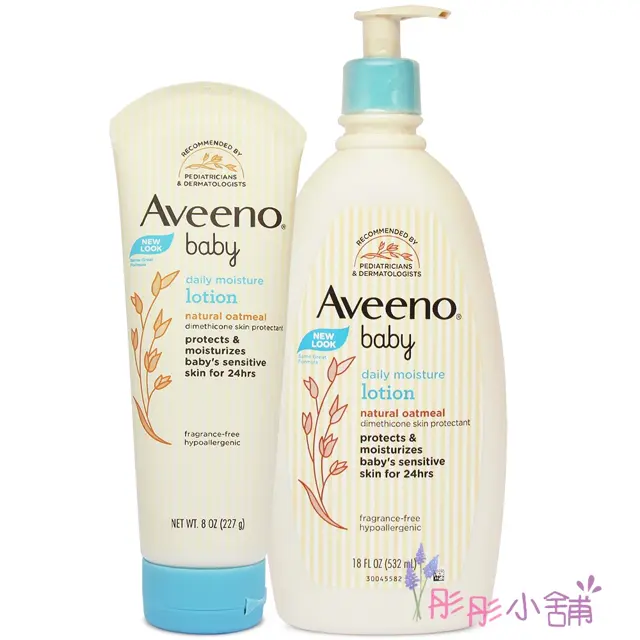 RECOMMENDED BY
PEDIATRICIANS
& DERMATOLOGISTS
Aveeno®
baby
NEW
LOOK
daily moisture
lotion
natural oatmeal
dimethicone skin protectant
protects &
moisturizes
baby's sensitive
skin for 24hrs
fragrance-free
hypoallergenic
NET WT. 8 OZ (227 g)
RECOMMENDED BY
PEDIATRICIANS
& DERMATOLOGISTS
Aveeno®
baby
NEW
LOOK
daily moisture
lotion
natural oatmeal
dimethicone skin protectant
protects &
moisturizes
baby's sensitive
skin for 24hrs
fragrance-free
hypoallergenic
18 FL OZ (532 mL)
30045582
彤彤小舖